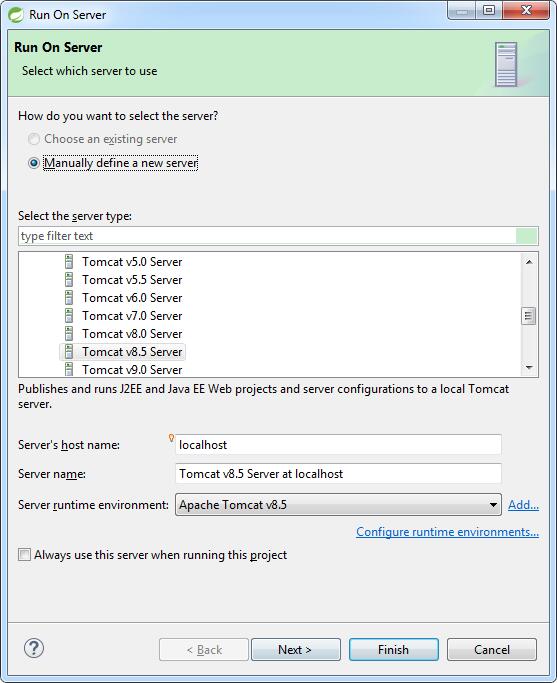 Run On Server
Run On Server
Select which server to use
How do you want to select the server?
Choose an existing server
Manually define a new server
Select the server type:
type filter text
Tomcat v5.0 Server
Tomcat v5.5 Server
Tomcat v6.0 Server
Tomcat v7.0 Server
Tomcat v8.0 Server
Tomcat v8.5 Server
Tomcat v9.0 Server
Publishes and runs J2EE and Java EE Web projects and server configurations to a local Tomcat
server.
Server's host name: localhost
Server name: Tomcat v8.5 Server at localhost
Server runtime environment: Apache Tomcat v8.5 Add...
Configure runtime environments...
Always use this server when running this project
? < Back Next > Finish Cancel